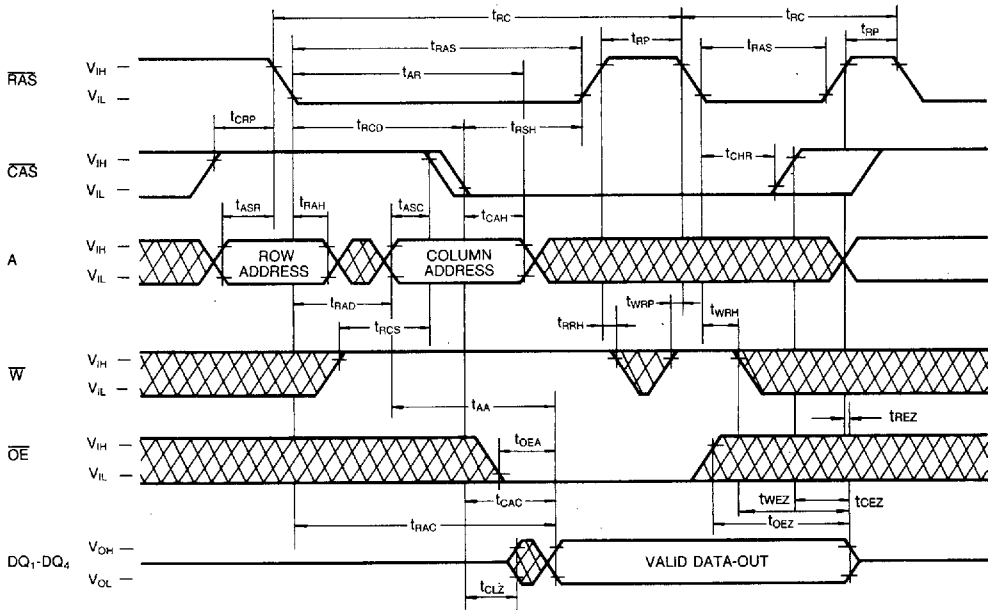 tRC tRC
tRAS tRP tRAS tRP
tAR
RAS VIH
VIL
tCRP tRCD tRSH
tCHR
CAS VIH
VIL
tASR tRAH tASC tCAH
A VIH
VIL
ROW ADDRESS
COLUMN ADDRESS
tRAD
tRCS
tRRH tWRP tWRH
W VIH
VIL
tAA
tREZ
OE VIH
VIL
tOEA
tCAC
tWEZ tCEZ
tOEZ
tRAC
DQ1-DQ4 VOH
VOL
VALID DATA-OUT
tCLZ